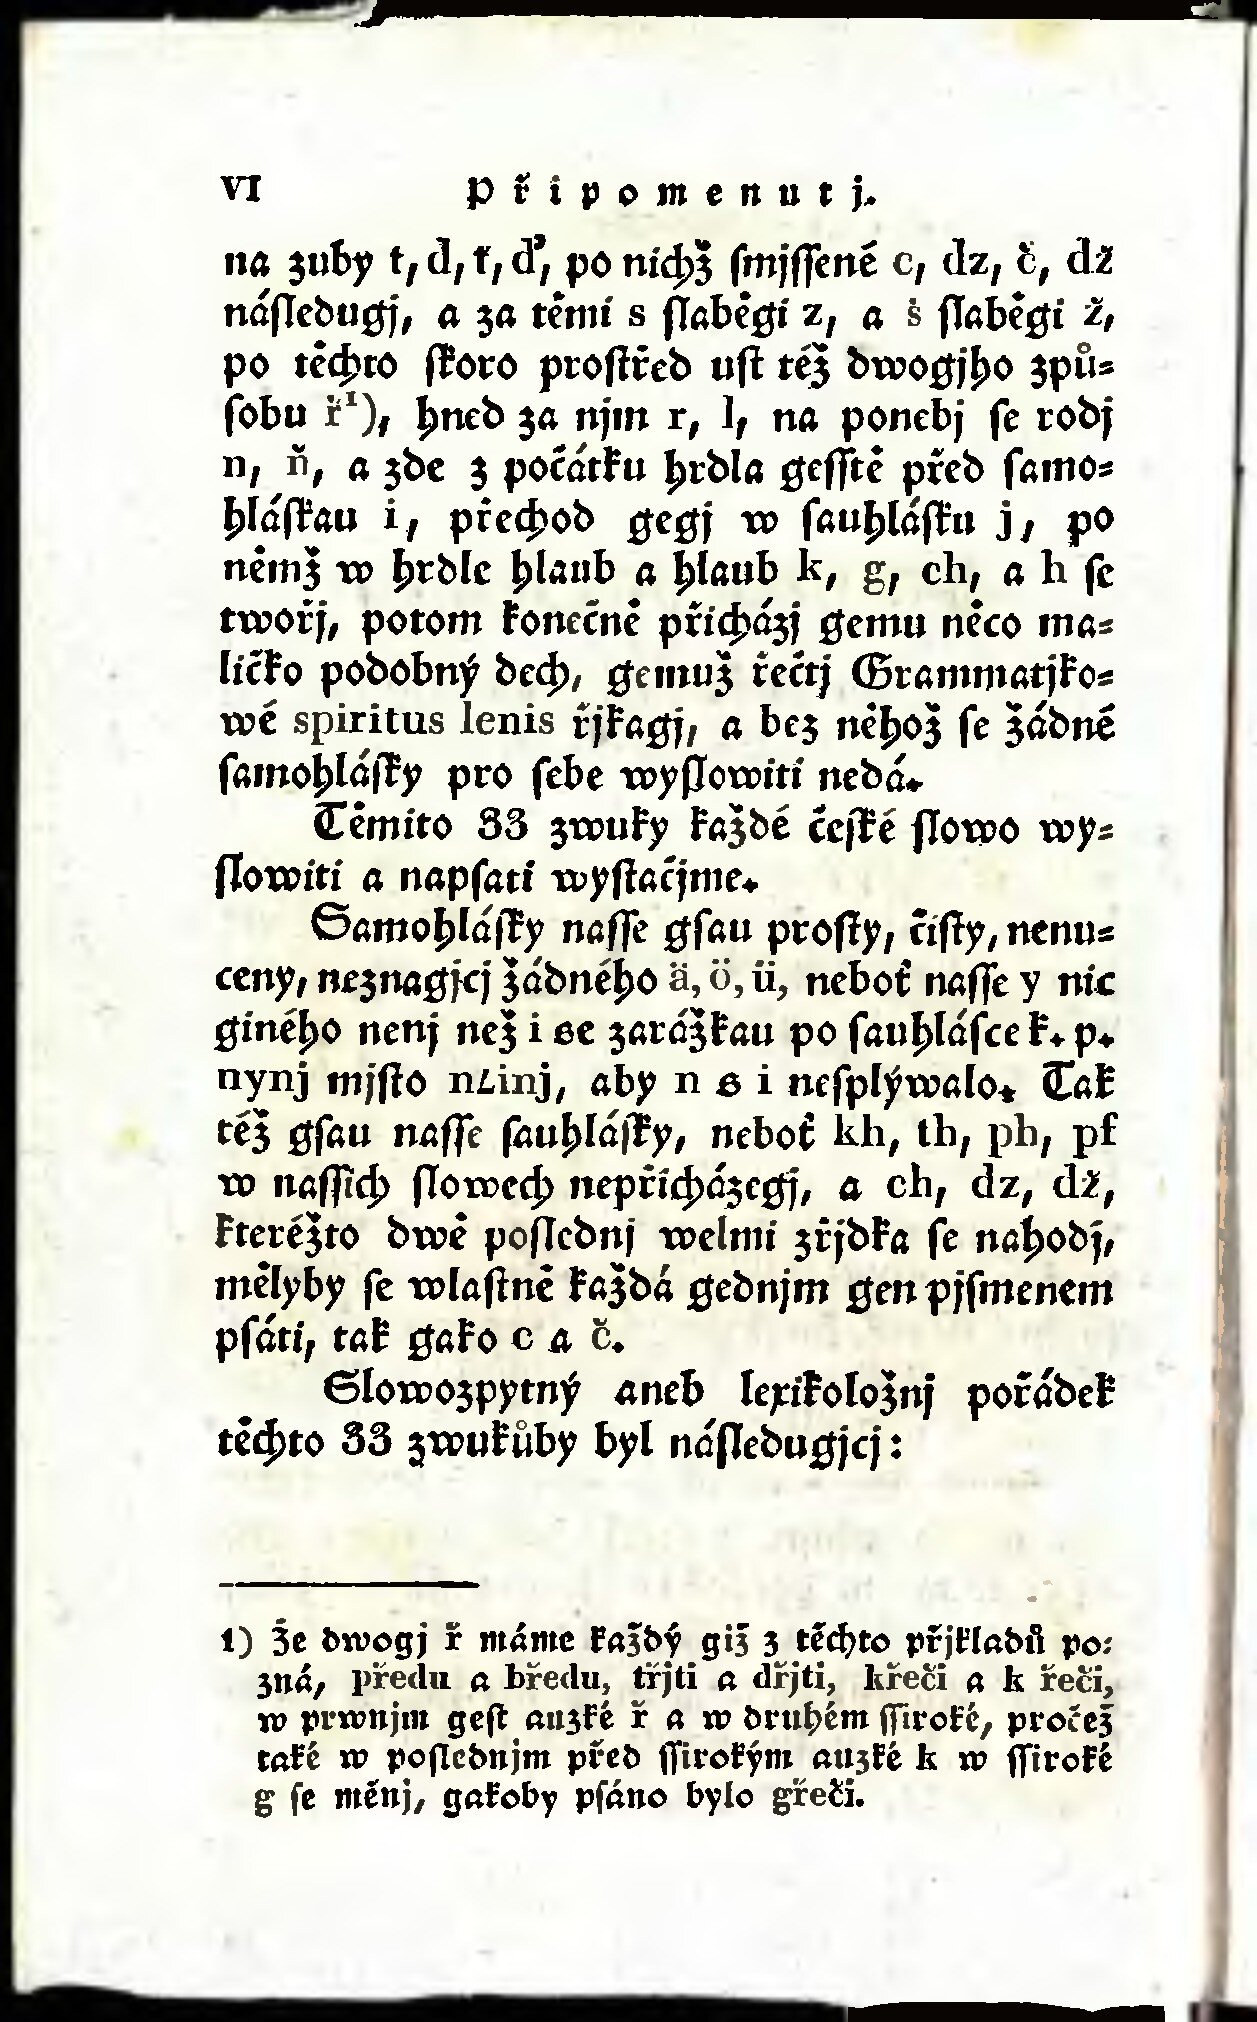 VI Připomenutj.
na zuby t, d, ť, ď, po nichž smjssené c, dz, č, dž
následugj, a za těmi s slaběgi z, a š slaběgi ž,
po těchto skoro prostřed ust též dwogjho způ=
sobu ř¹), hned za njm r, l, na ponebj se rodj
n, ň, a zde z počátku hrdla gesstě před samo=
hláskau i, přechod gegj w sauhlásku j, po
němž w hrdle hlaub a hlaub k, g, ch, a h se
twořj, potom konečně přicházj gemu něco ma=
ličko podobný dech, gemuž řečtj Grammatjko=
wé spiritus lenis řjkagj, a bez něhož se žádné
samohlásky pro sebe wyslowiti nedá.
Těmito 33 zwuky každé české slowo wy=
slowiti a napsati wystačjme.
Samohlásky nasse gsau prosty, čisty, nenu=
ceny, neznagjcj žádného ä, ö, ü, neboť nasse y nic
giného nenj než i se zarážkau po sauhlásce k. p.
nynj mjsto ninj, aby n s i nesplýwalo. Tak
též gsau nasse sauhlásky, neboť kh, th, ph, pf
w nassich slowech nepřicházegj, a ch, dz, dž,
kteréžto dwě poslednj welmi zřjdka se nahodj,
mělyby se wlastně každá gednjm gen pjsmenem
psáti, tak gako c a č.
Slowozpytný aneb lexikoložnj pořádek
těchto 33 zwukůby byl následugjcj:
1) Že dwogj ř máme každý giž z těchto přjkladů po=
zná, předu a bředu, třjti a dřjti, křeči a k řeči,
w prwnjm gest auzké ř a w druhém ssiroké, pročež
také w poslednjm před ssirokým auzké k w ssiroké
g se měnj, gakoby psáno bylo gřeči.